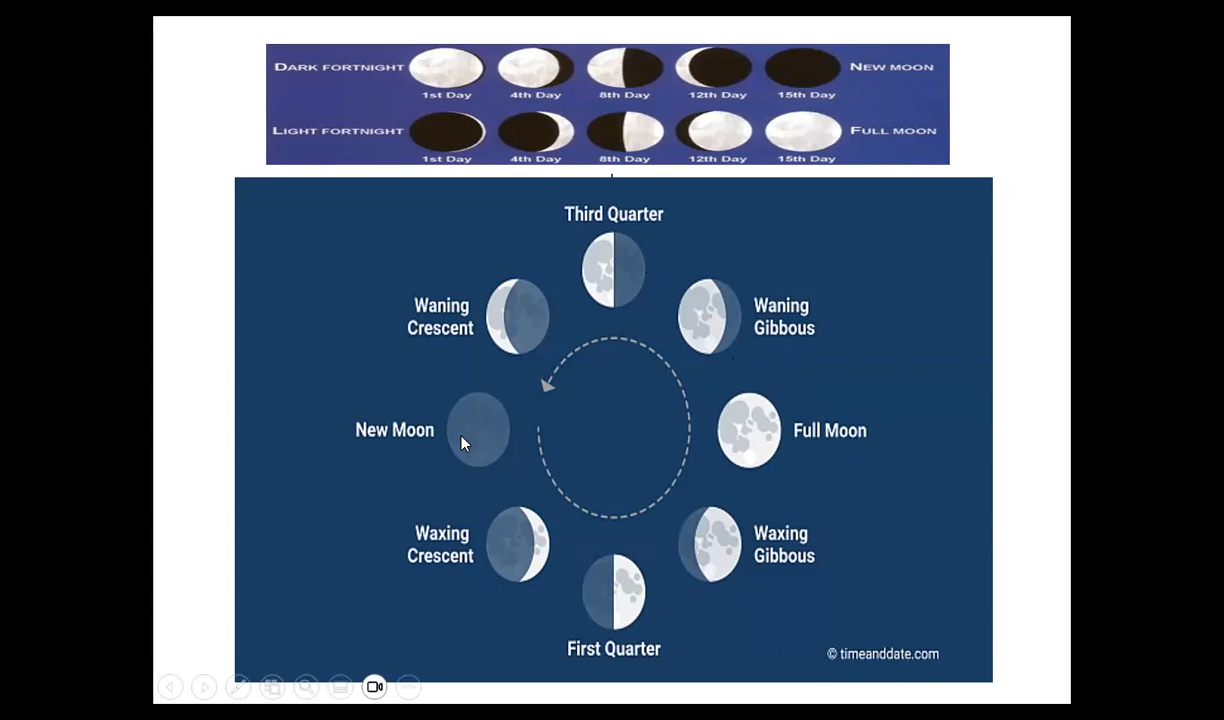 DARK FORTNIGHT NEW MOON
1st Day 4th Day 8th Day 12th Day 15th Day
LIGHT FORTNIGHT FULL MOON
1st Day 4th Day 8th Day 12th Day 15th Day
Third Quarter
Waning
Crescent
Waning
Gibbous
New Moon
Full Moon
Waxing
Crescent
Waxing
Gibbous
First Quarter
© timeanddate.com